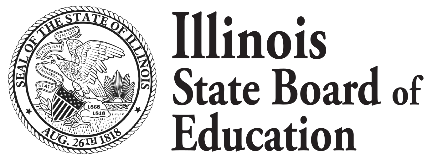 SEAL OF THE STATE OF ILLINOIS
AUG. 26TH 1818
1868
1818
Illinois
State Board of
Education